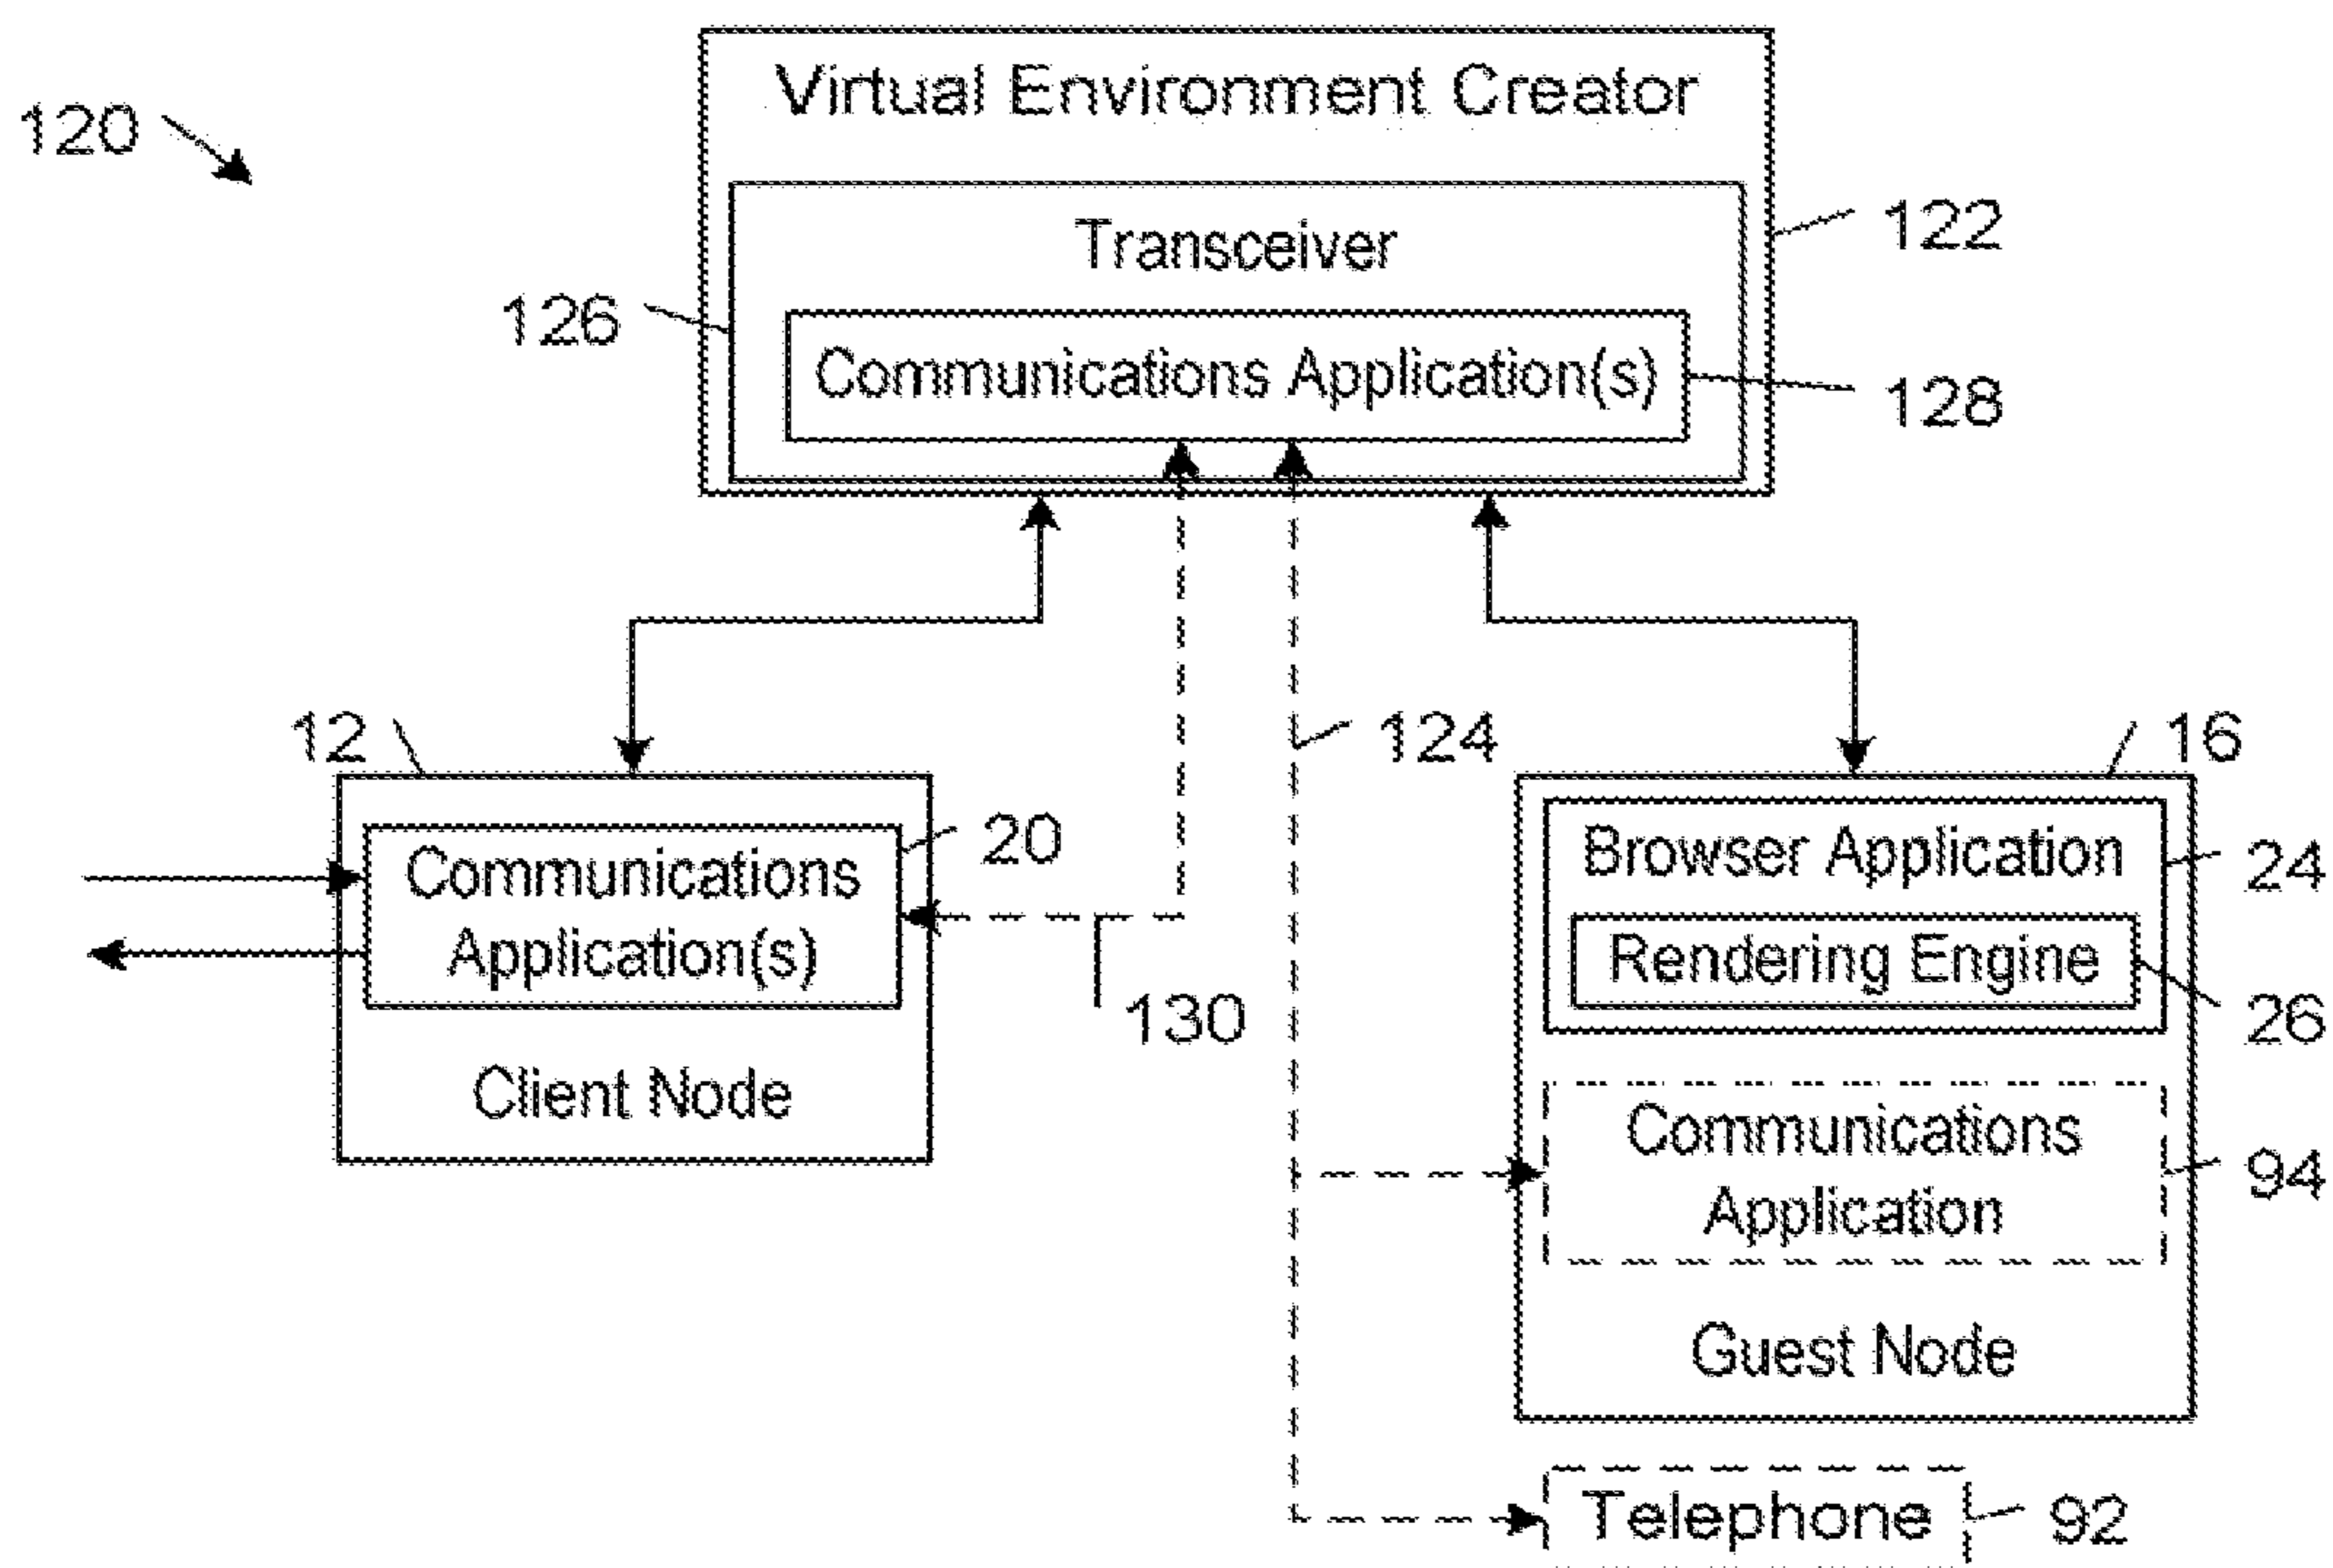 Virtual Environment Creator
120
Transceiver
122
126
Communications Application(s)
128
12
124
16
20
Communications
Application(s)
Browser Application
24
Rendering Engine
130
26
Client Node
Communications
Application
94
Guest Node
Telephone
92